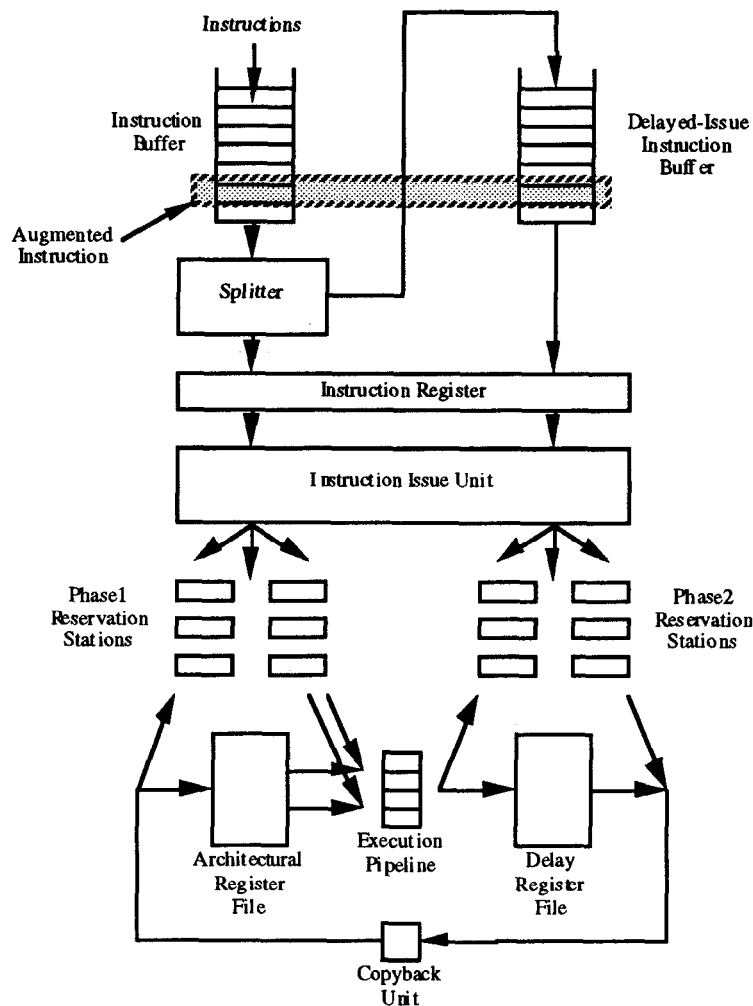 Instructions
Instruction
Buffer
Delayed-Issue
Instruction
Buffer
Augmented
Instruction
Splitter
Instruction Register
Instruction Issue Unit
Phase1
Reservation
Stations
Phase2
Reservation
Stations
Architectural
Register
File
Execution
Pipeline
Delay
Register
File
Copyback
Unit